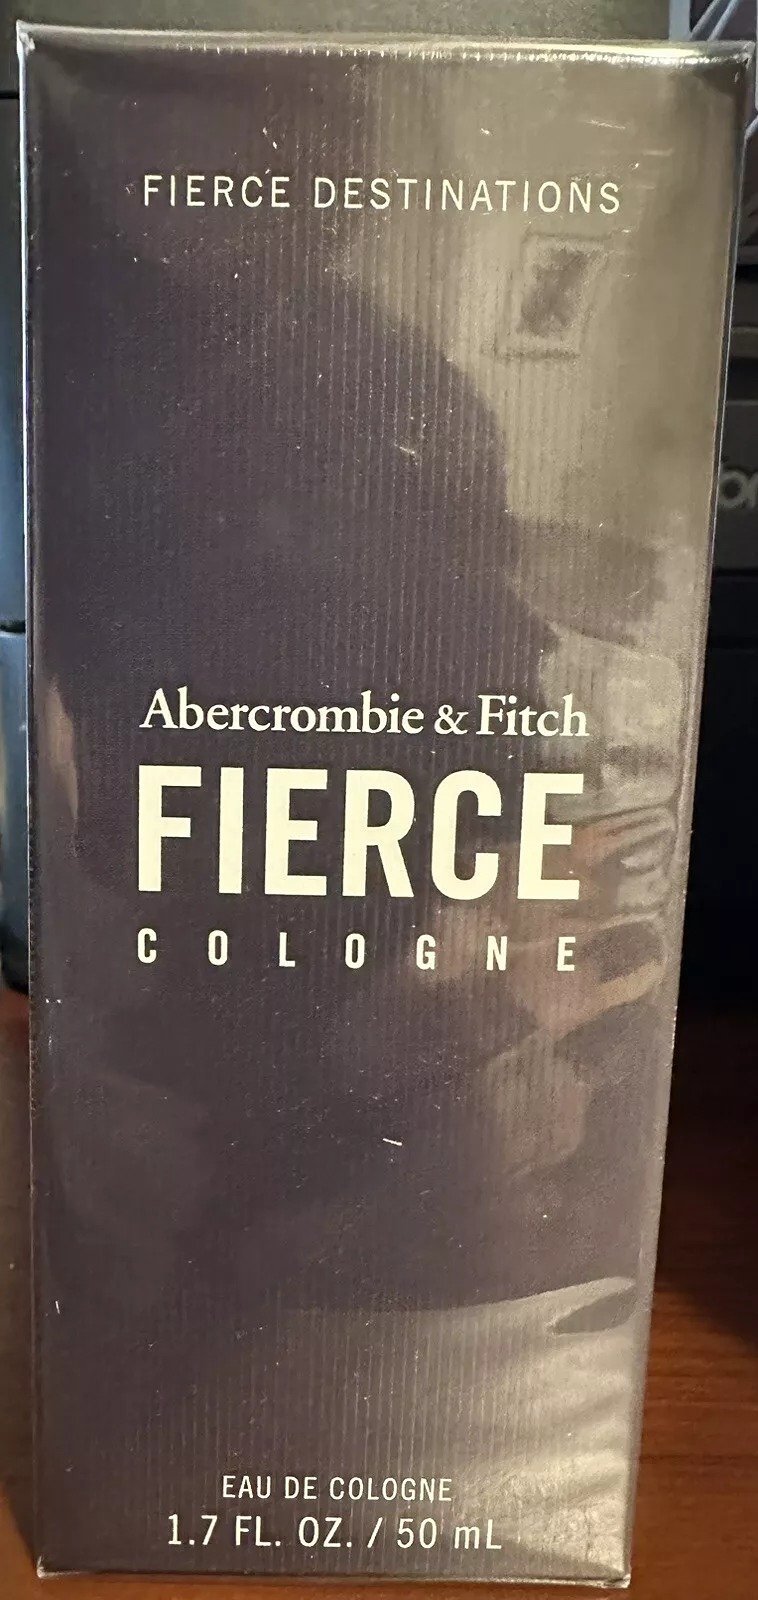 FIERCE DESTINATIONS
Abercrombie & Fitch
FIERCE
COLOGNE
EAU DE COLOGNE
1.7 FL. OZ. / 50 mL